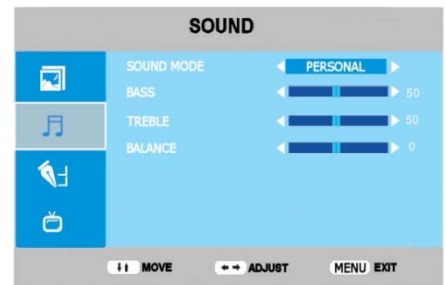 SOUND
SOUND MODE PERSONAL
BASS 50
TREBLE 50
BALANCE 0
MOVE ADJUST MENU EXIT